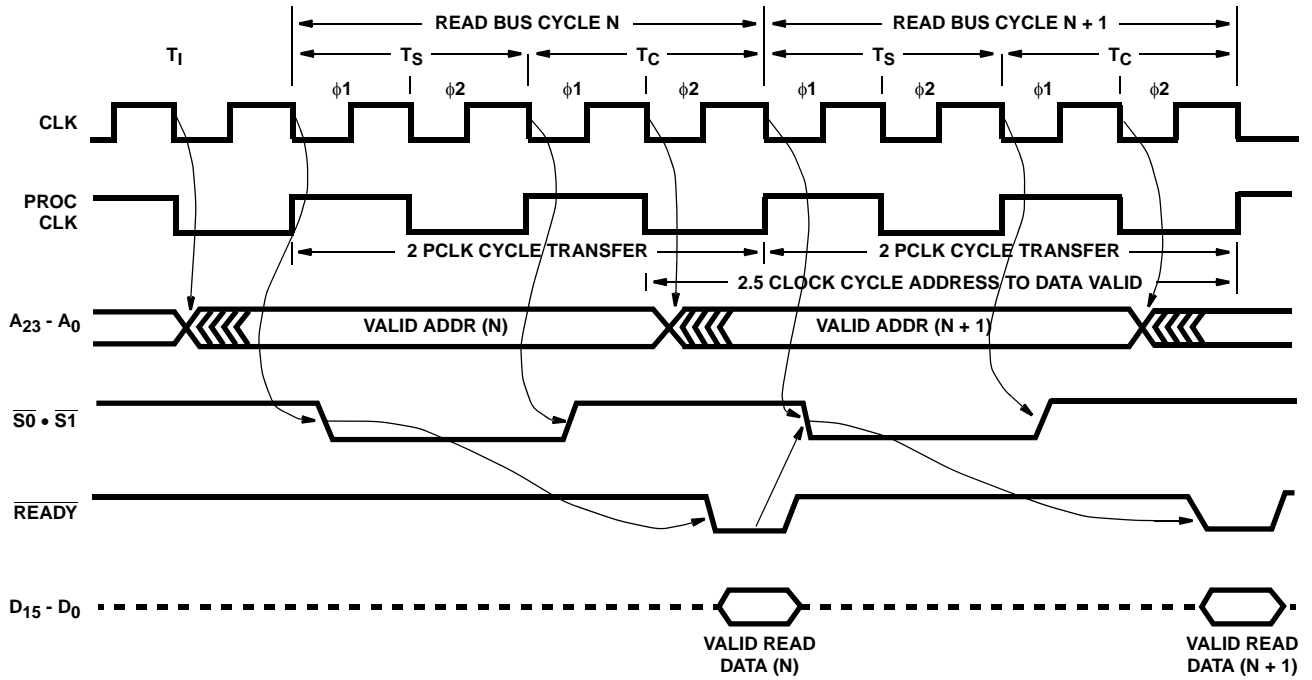 READ BUS CYCLE N
READ BUS CYCLE N + 1
TI
TS
TC
TS
TC
ϕ1
ϕ2
ϕ1
ϕ2
ϕ1
ϕ2
ϕ1
ϕ2
CLK
PROC
CLK
2 PCLK CYCLE TRANSFER
2 PCLK CYCLE TRANSFER
2.5 CLOCK CYCLE ADDRESS TO DATA VALID
A23 - A0
VALID ADDR (N)
VALID ADDR (N + 1)
S0 • S1
READY
D15 - D0
VALID READ
DATA (N)
VALID READ
DATA (N + 1)